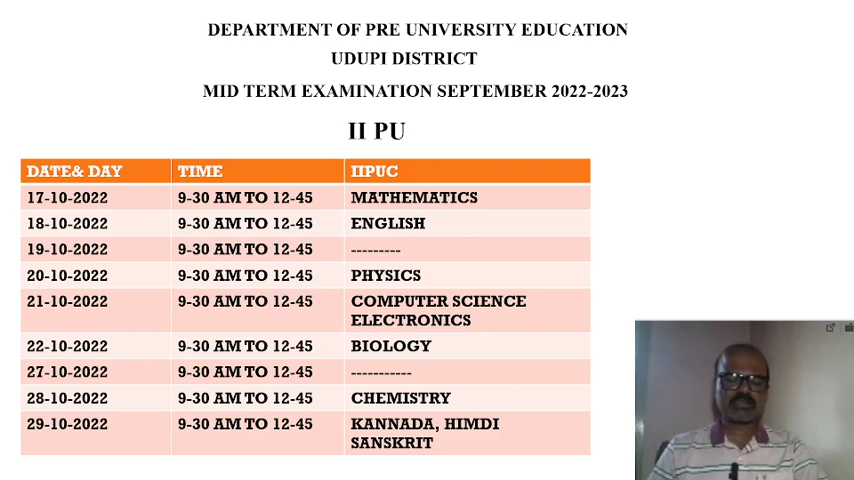 DEPARTMENT OF PRE UNIVERSITY EDUCATION
UDUPI DISTRICT
MID TERM EXAMINATION SEPTEMBER 2022-2023
II PU
DATE& DAY TIME IIPUC
17-10-2022 9-30 AM TO 12-45 MATHEMATICS
18-10-2022 9-30 AM TO 12-45 ENGLISH
19-10-2022 9-30 AM TO 12-45 ---------
20-10-2022 9-30 AM TO 12-45 PHYSICS
21-10-2022 9-30 AM TO 12-45 COMPUTER SCIENCE
ELECTRONICS
22-10-2022 9-30 AM TO 12-45 BIOLOGY
27-10-2022 9-30 AM TO 12-45 -----------
28-10-2022 9-30 AM TO 12-45 CHEMISTRY
29-10-2022 9-30 AM TO 12-45 KANNADA, HIMDI
SANSKRIT